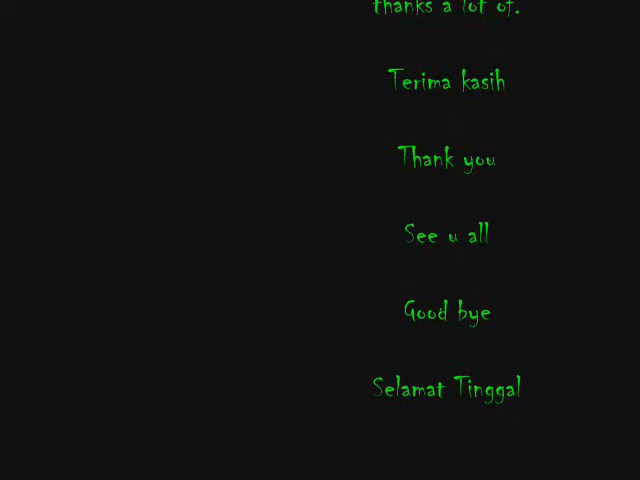 thanks a lot of.
Terima kasih
Thank you
See u all
Good bye
Selamat Tinggal